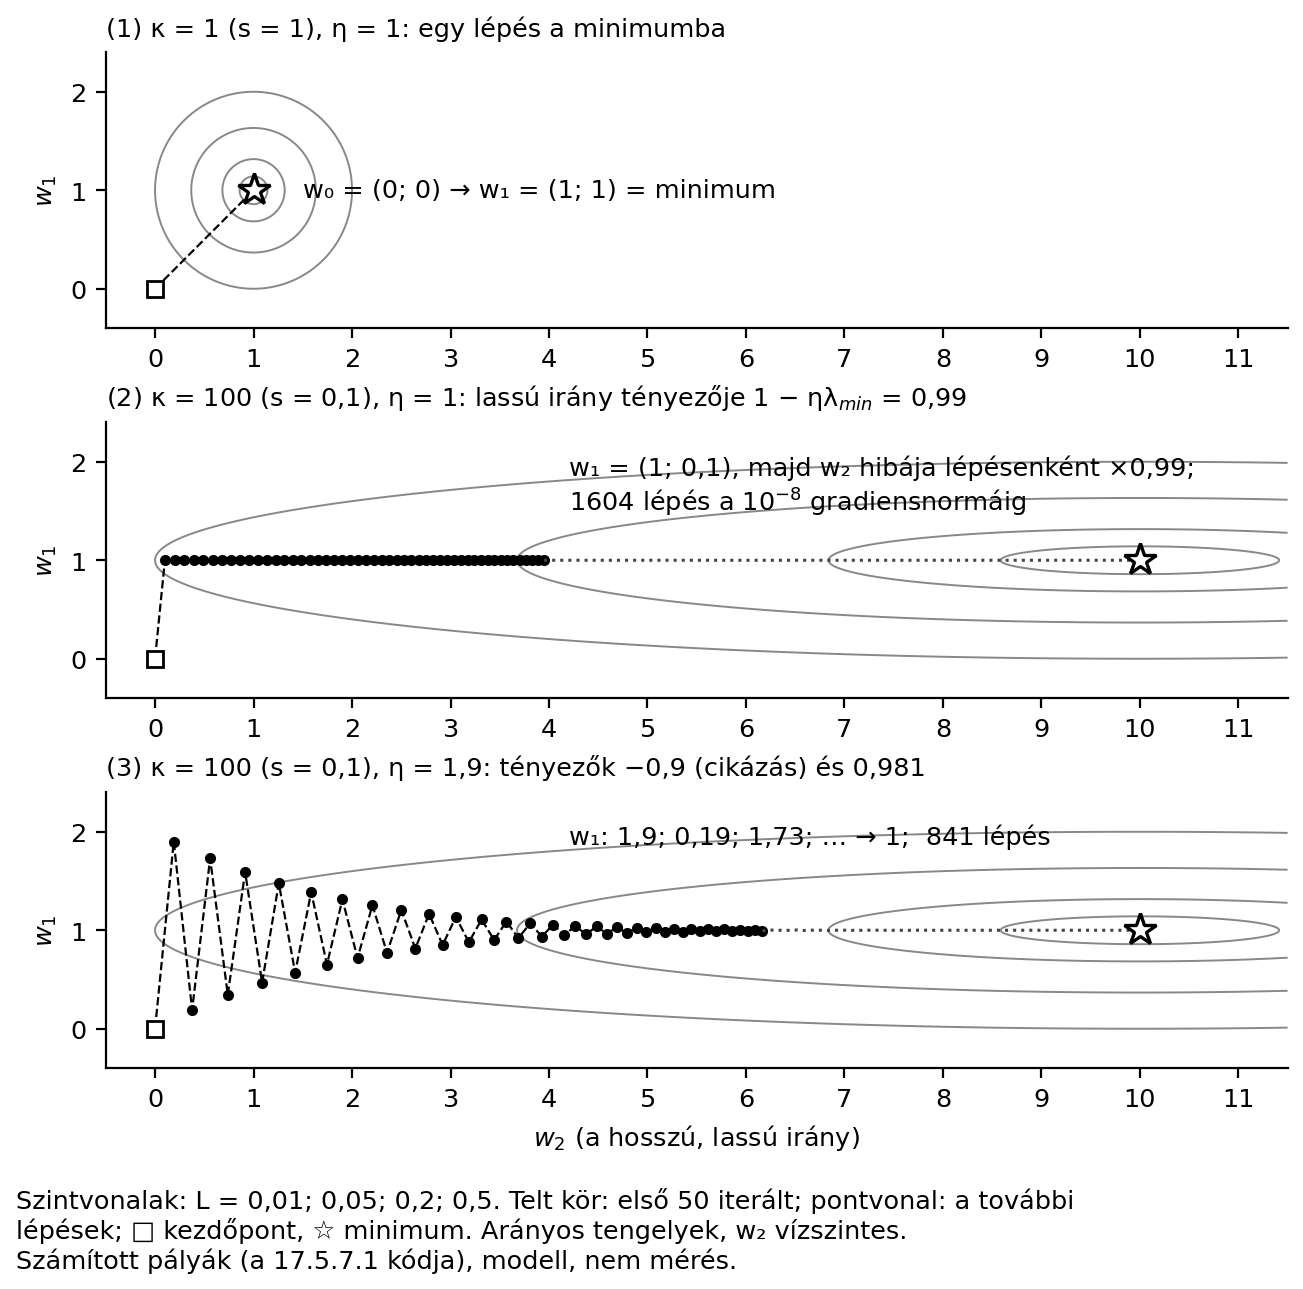 (1) κ = 1 (s = 1), η = 1: egy lépés a minimumba
2
1
0
w₁
w₀ = (0; 0) → w₁ = (1; 1) = minimum
0 1 2 3 4 5 6 7 8 9 10 11
(2) κ = 100 (s = 0,1), η = 1: lassú irány tényezője 1 − ηλ_min = 0,99
2
1
0
w₁
w₁ = (1; 0,1), majd w₂ hibája lépésenként ×0,99;
1604 lépés a 10⁻⁸ gradiensnormáig
0 1 2 3 4 5 6 7 8 9 10 11
(3) κ = 100 (s = 0,1), η = 1,9: tényezők −0,9 (cikázás) és 0,981
2
1
0
w₁
w₁: 1,9; 0,19; 1,73; … → 1; 841 lépés
0 1 2 3 4 5 6 7 8 9 10 11
w₂ (a hosszú, lassú irány)
Szintvonalak: L = 0,01; 0,05; 0,2; 0,5. Telt kör: első 50 iterált; pontvonal: a további
lépések; □ kezdőpont, ☆ minimum. Arányos tengelyek, w₂ vízszintes.
Számított pályák (a 17.5.7.1 kódja), modell, nem mérés.